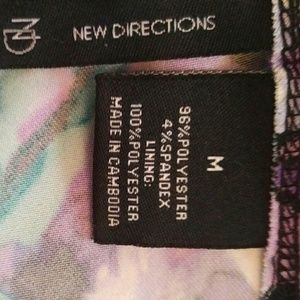 ND
NEW DIRECTIONS
M
96%POLYESTER
4%SPANDEX
LINING:
100%POLYESTER
MADE IN CAMBODIA